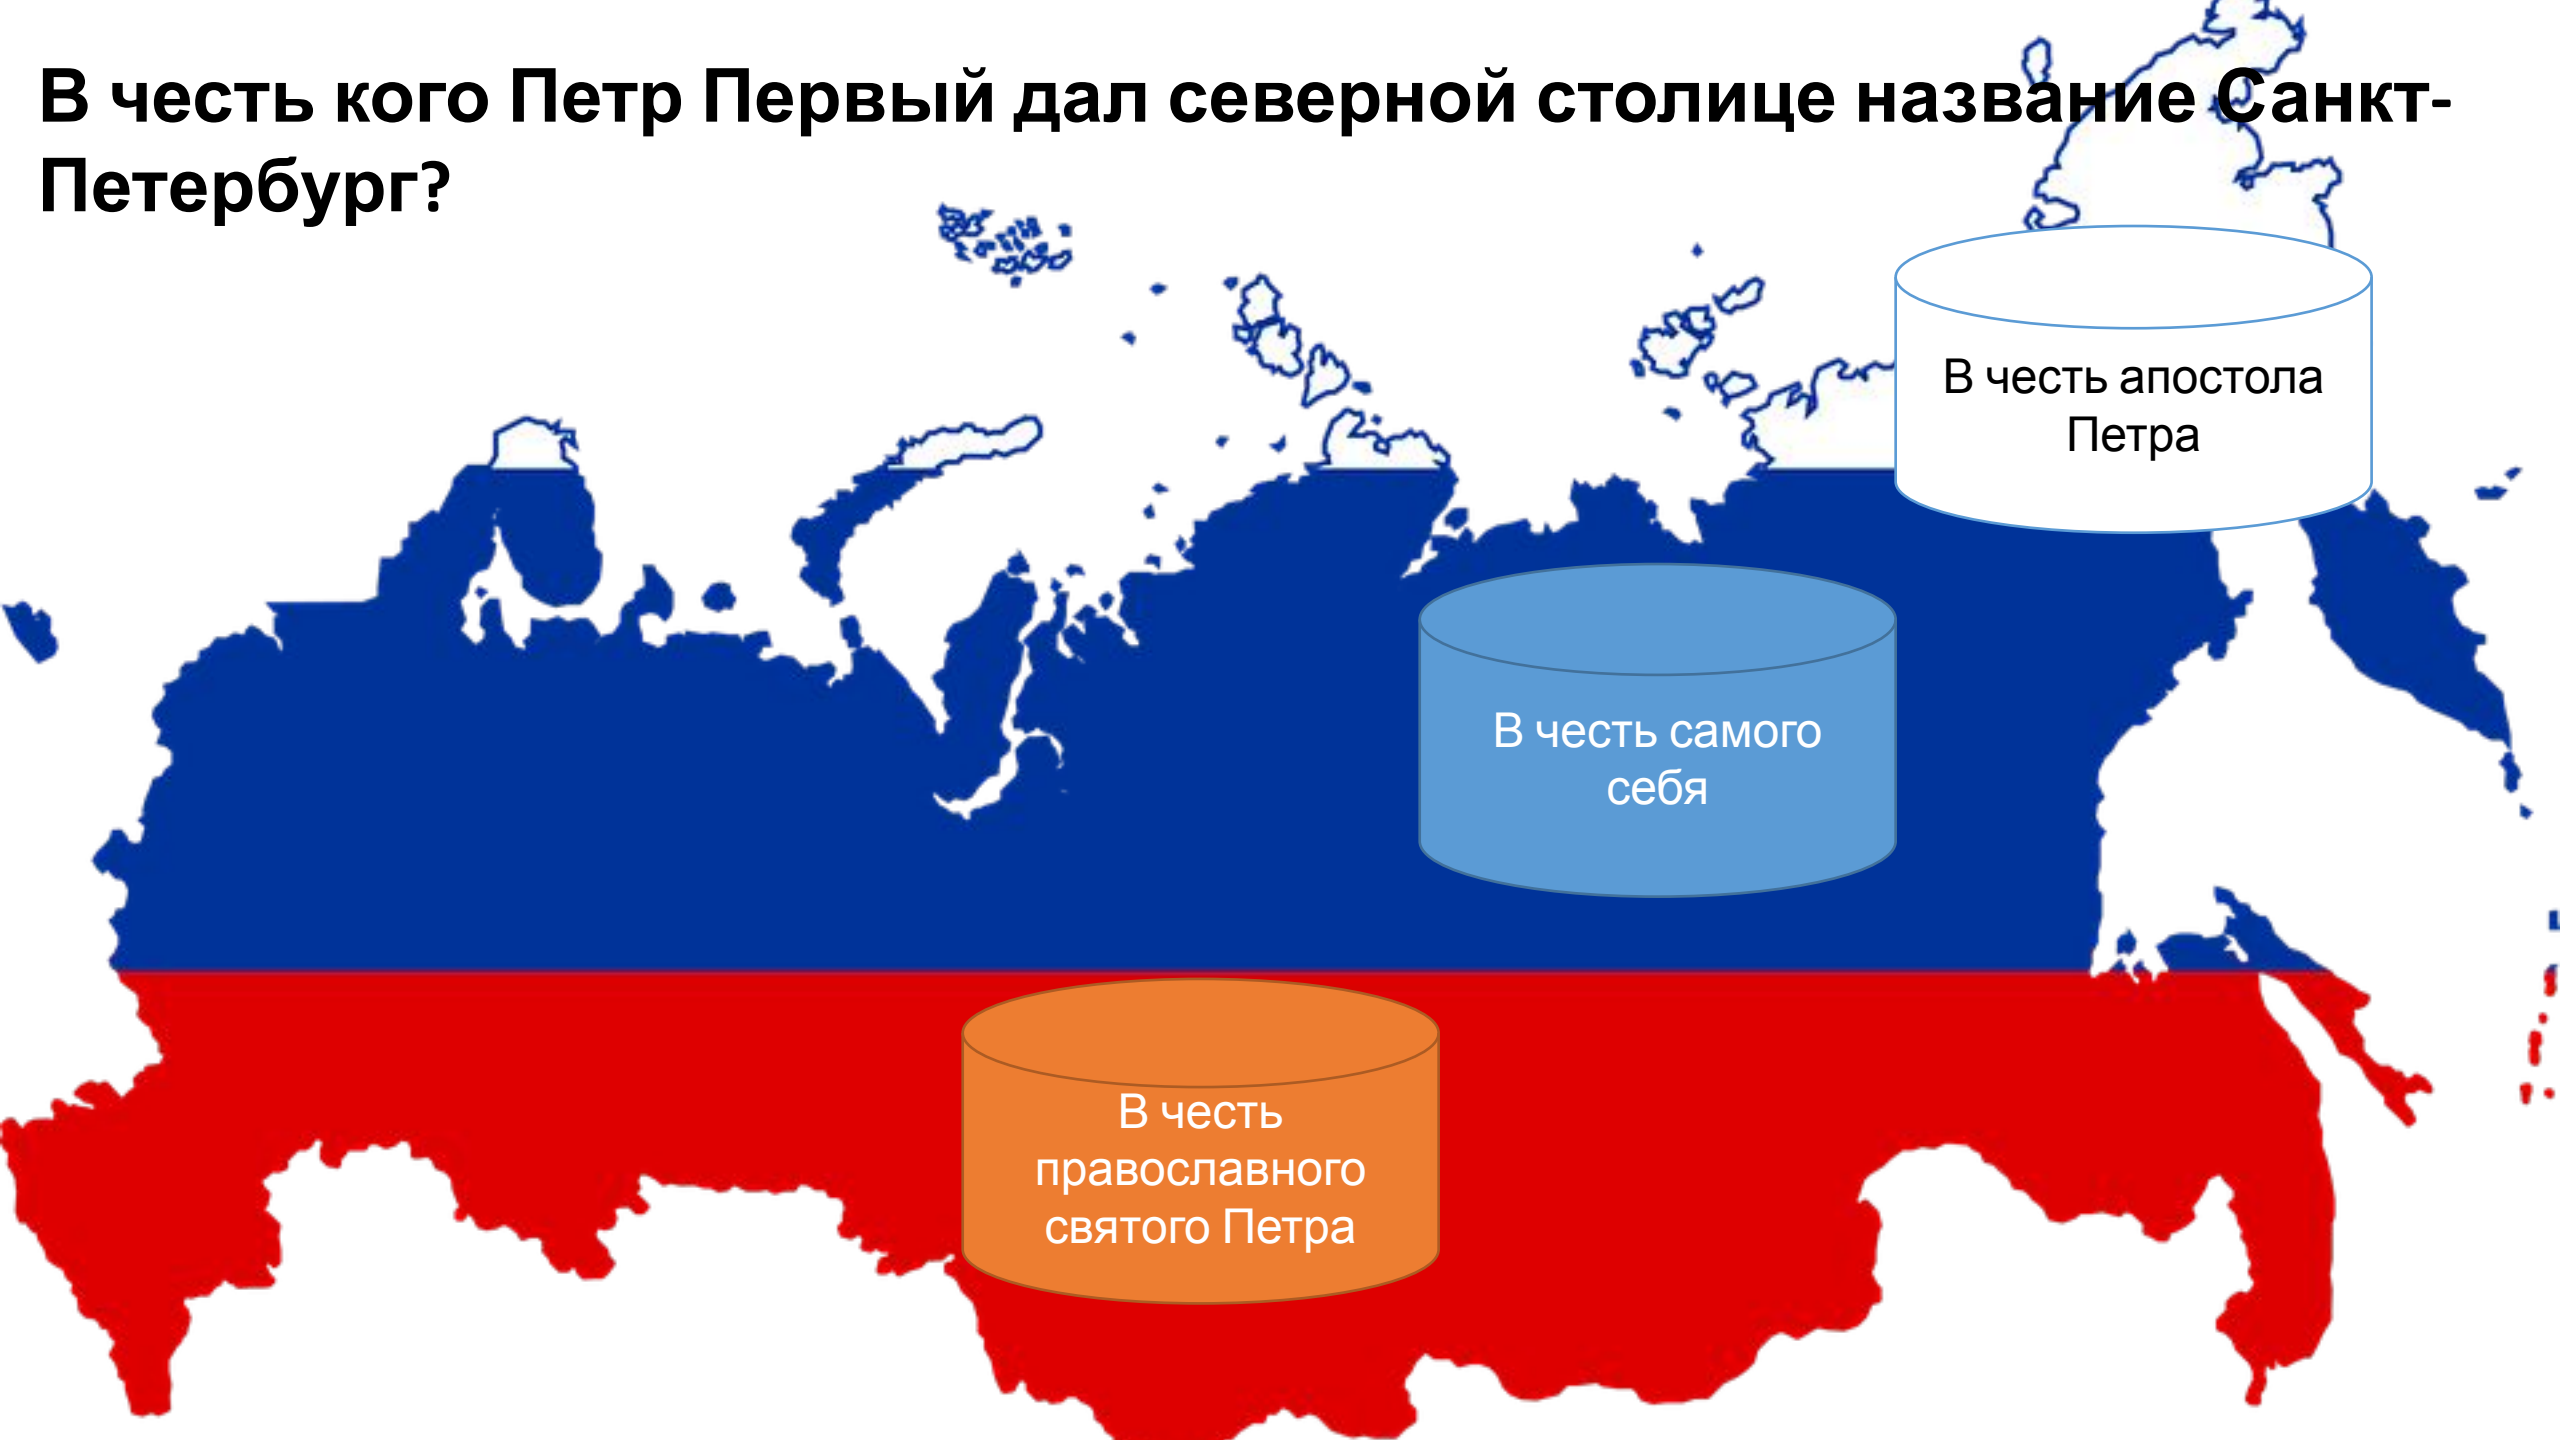 В честь кого Петр Первый дал северной столице название Санкт-
Петербург?
В честь апостола
Петра
В честь самого
себя
В честь
православного
святого Петра